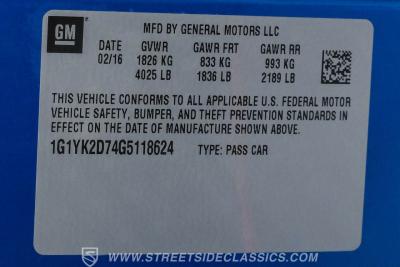 GM
MFD BY GENERAL MOTORS LLC
DATE GVWR GAWR FRT GAWR RR
02/16 1826 KG 833 KG 993 KG
4025 LB 1836 LB 2189 LB
THIS VEHICLE CONFORMS TO ALL APPLICABLE U.S. FEDERAL MOTOR
VEHICLE SAFETY, BUMPER, AND THEFT PREVENTION STANDARDS IN
EFFECT ON THE DATE OF MANUFACTURE SHOWN ABOVE.
1G1YK2D74G5118624 TYPE: PASS CAR
WWW.STREETSIDECLASSICS.COM